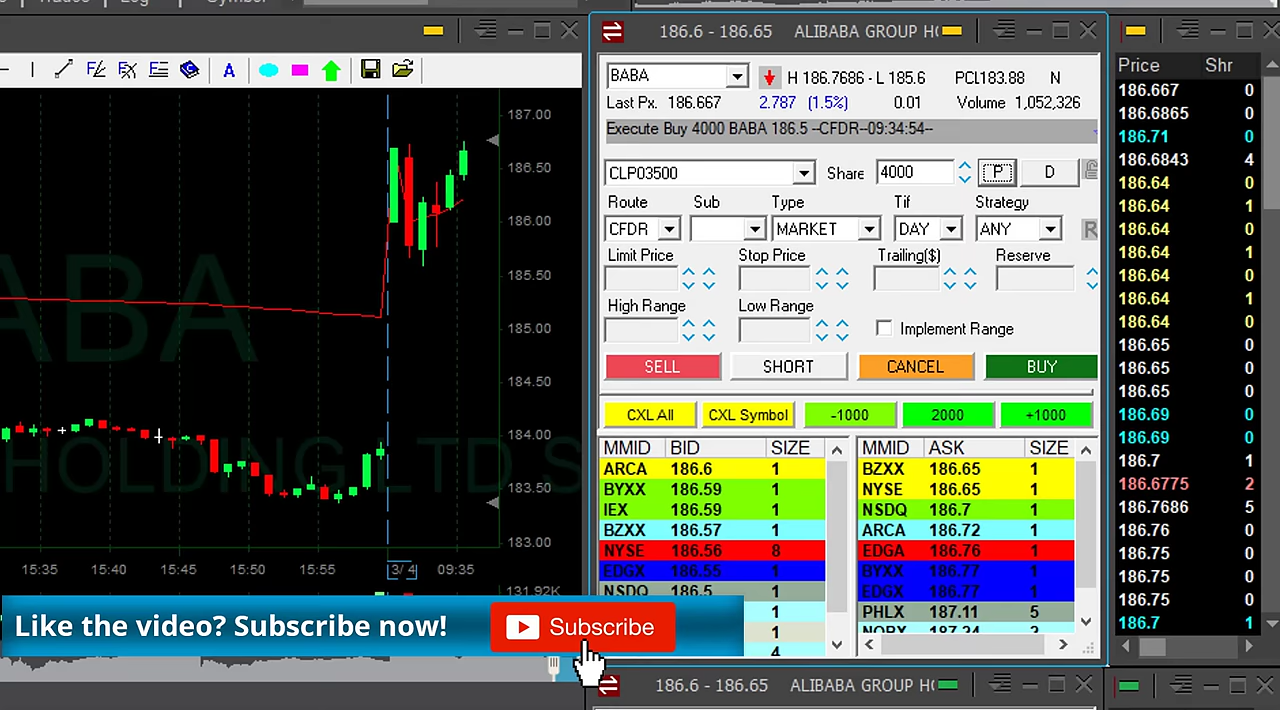 186.6 - 186.65 ALIBABA GROUP H
BABA H 186.7686 - L 185.6 PCL183.88 N
Last Px. 186.667 2.787 (1.5%) 0.01 Volume 1,052,326
Execute Buy 4000 BABA 186.5 --CFDR--09:34:54--
CLP03500 Share 4000 P D
Route Sub Type Tif Strategy
CFDR MARKET DAY ANY R
Limit Price Stop Price Trailing($) Reserve
High Range Low Range
Implement Range
SELL SHORT CANCEL BUY
CXL All CXL Symbol -1000 2000 +1000
MMID BID SIZE MMID ASK SIZE
ARCA 186.6 1 BZXX 186.65 1
BYXX 186.59 1 NYSE 186.65 1
IEX 186.59 1 NSDQ 186.7 1
BZXX 186.57 1 ARCA 186.72 1
NYSE 186.56 8 EDGA 186.76 1
EDGX 186.55 1 BYXX 186.77 1
NSDQ 186.5 1 EDGX 186.77 1
1 PHLX 187.11 5
1
4
Price Shr
186.667 0
186.6865 0
186.71 0
186.6843 4
186.64 0
186.64 1
186.64 0
186.64 1
186.64 0
186.64 1
186.64 0
186.65 0
186.65 0
186.65 0
186.69 0
186.69 0
186.7 1
186.6775 2
186.7686 5
186.76 0
186.75 0
186.75 0
186.75 0
186.7 1
A
BABA
HOLDING LTD S
187.00
186.50
186.00
185.50
185.00
184.50
184.00
183.50
183.00
15:35 15:40 15:45 15:50 15:55 3/ 4 09:35
131.92K
Like the video? Subscribe now! Subscribe
186.6 - 186.65 ALIBABA GROUP H